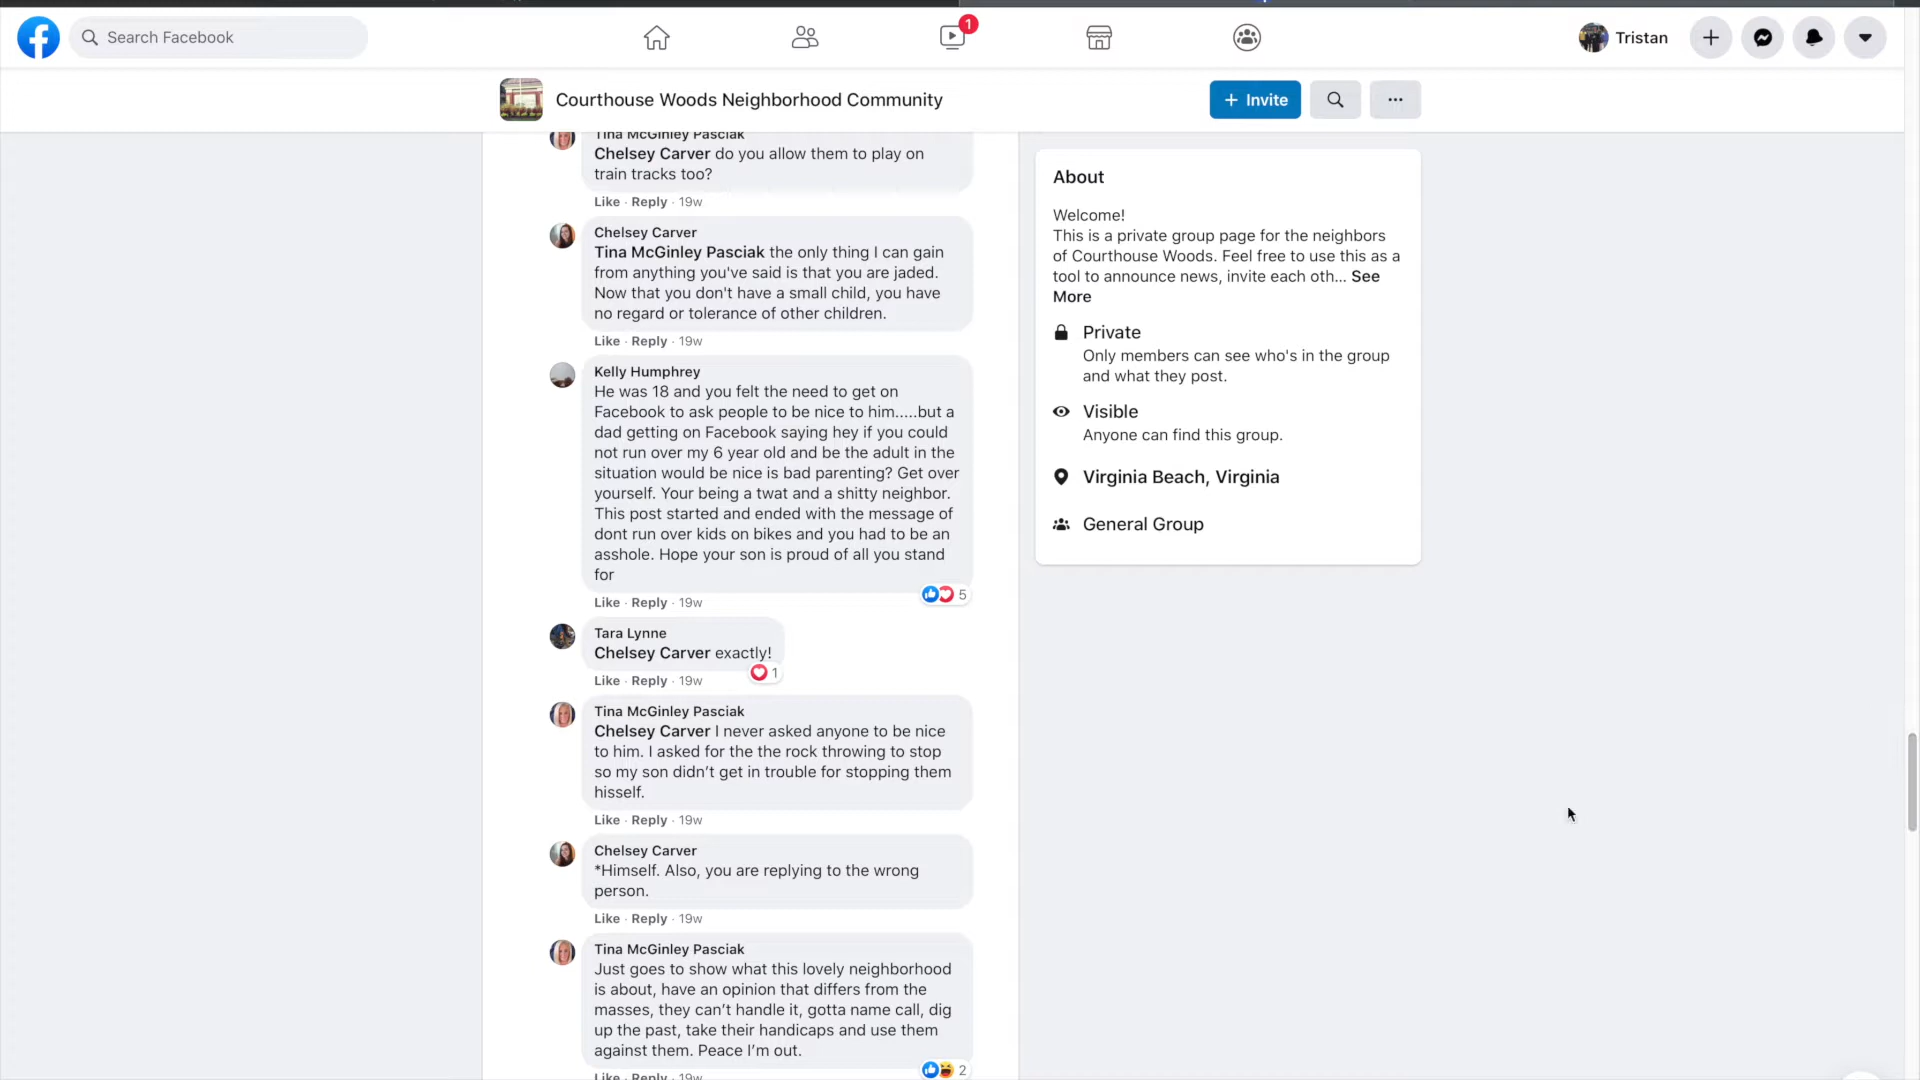 Search Facebook
1
Tristan
Courthouse Woods Neighborhood Community
+ Invite
Tina McGinley Pasciak
Chelsey Carver do you allow them to play on
train tracks too?
Like · Reply · 19w
Chelsey Carver
Tina McGinley Pasciak the only thing I can gain
from anything you've said is that you are jaded.
Now that you don't have a small child, you have
no regard or tolerance of other children.
Like · Reply · 19w
Kelly Humphrey
He was 18 and you felt the need to get on
Facebook to ask people to be nice to him.....but a
dad getting on Facebook saying hey if you could
not run over my 6 year old and be the adult in the
situation would be nice is bad parenting? Get over
yourself. Your being a twat and a shitty neighbor.
This post started and ended with the message of
dont run over kids on bikes and you had to be an
asshole. Hope your son is proud of all you stand
for
5
Like · Reply · 19w
Tara Lynne
Chelsey Carver exactly!
1
Like · Reply · 19w
Tina McGinley Pasciak
Chelsey Carver I never asked anyone to be nice
to him. I asked for the the rock throwing to stop
so my son didn't get in trouble for stopping them
hisself.
Like · Reply · 19w
Chelsey Carver
*Himself. Also, you are replying to the wrong
person.
Like · Reply · 19w
Tina McGinley Pasciak
Just goes to show what this lovely neighborhood
is about, have an opinion that differs from the
masses, they can't handle it, gotta name call, dig
up the past, take their handicaps and use them
against them. Peace I'm out.
2
Like · Reply · 19w
About
Welcome!
This is a private group page for the neighbors
of Courthouse Woods. Feel free to use this as a
tool to announce news, invite each oth... See
More
Private
Only members can see who's in the group
and what they post.
Visible
Anyone can find this group.
Virginia Beach, Virginia
General Group